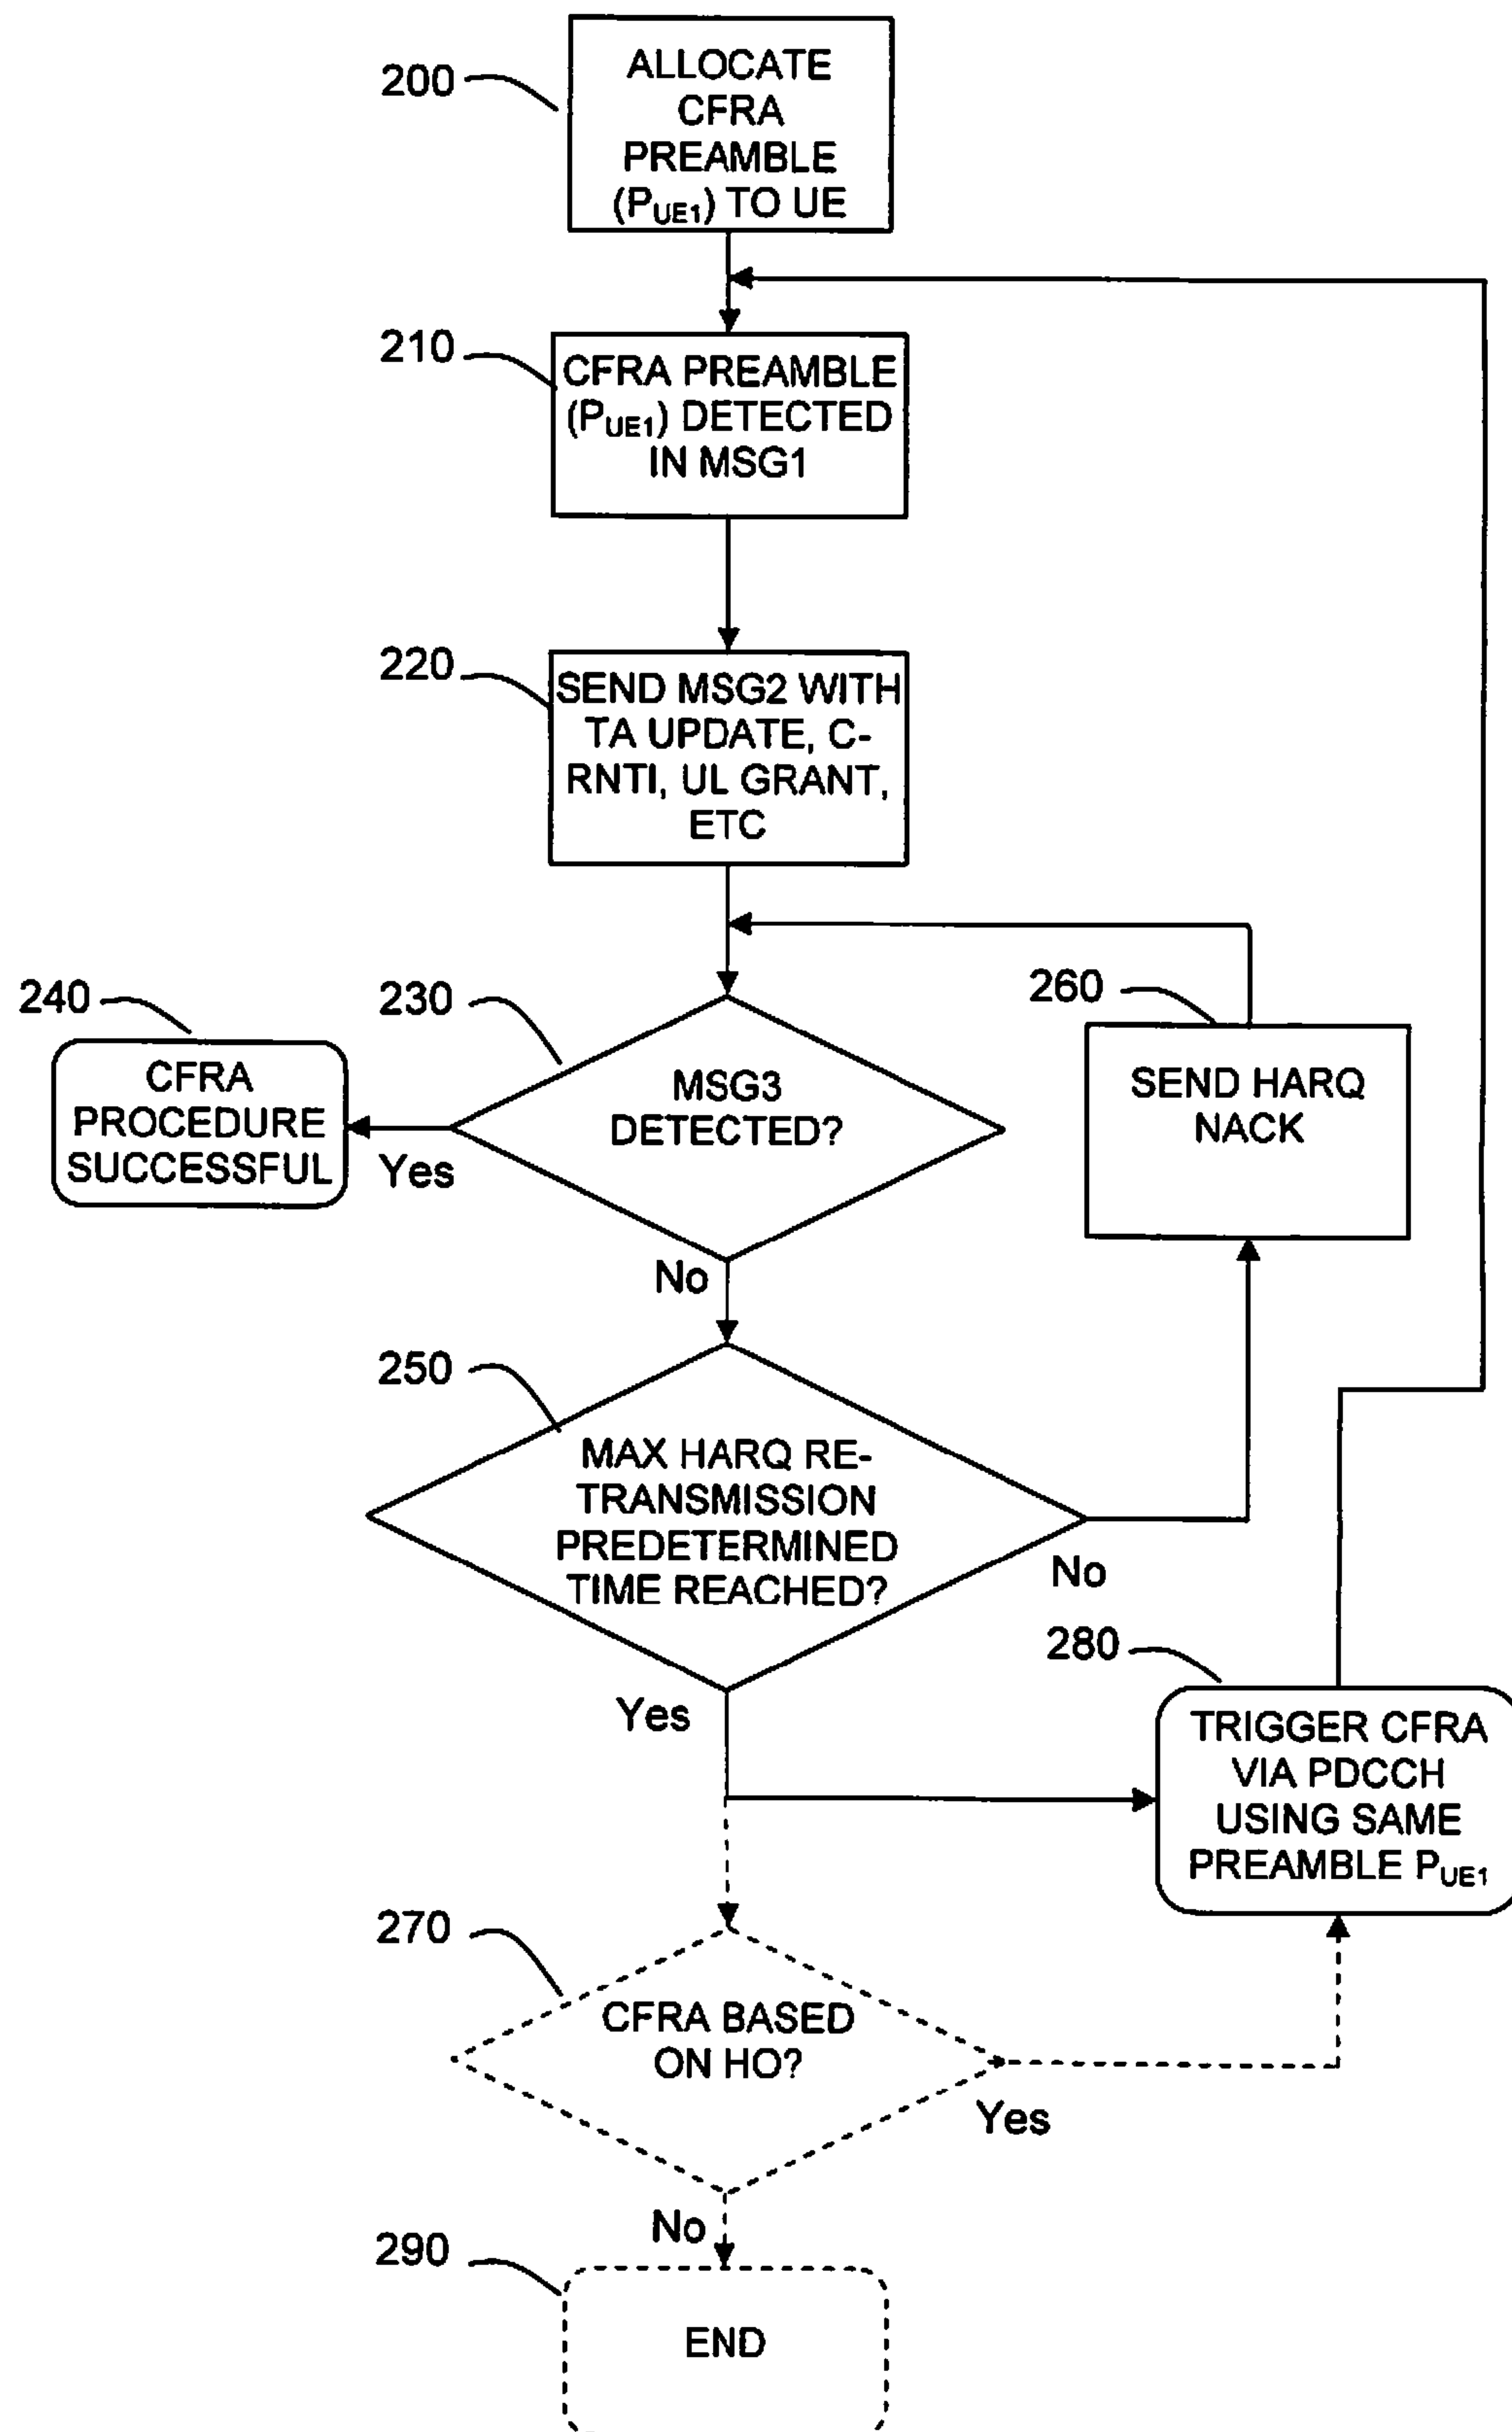 200
ALLOCATE
CFRA
PREAMBLE
(PUE1) TO UE
210
CFRA PREAMBLE
(PUE1) DETECTED
IN MSG1
220
SEND MSG2 WITH
TA UPDATE, C-
RNTI, UL GRANT,
ETC
230
MSG3
DETECTED?
240
CFRA
PROCEDURE
SUCCESSFUL
Yes
260
SEND HARQ
NACK
No
250
MAX HARQ RE-
TRANSMISSION
PREDETERMINED
TIME REACHED?
No
Yes
280
TRIGGER CFRA
VIA PDCCH
USING SAME
PREAMBLE PUE1
270
CFRA BASED
ON HO?
Yes
No
290
END